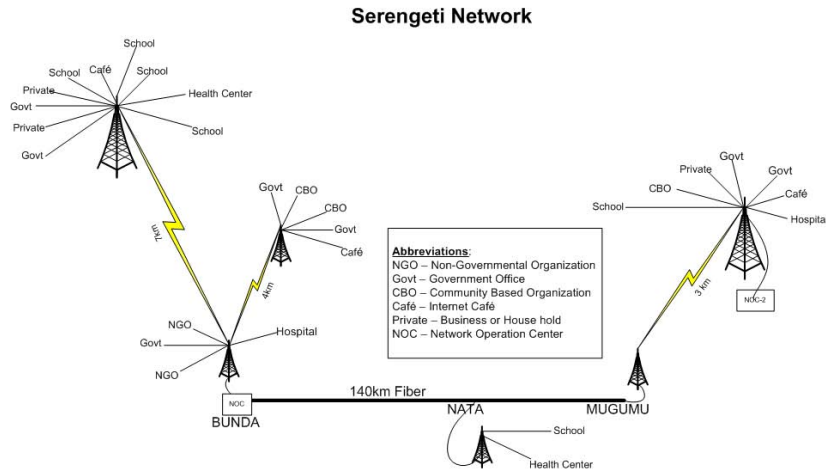 Serengeti Network
School
Café
School
School
Private
Health Center
Govt
Private
School
Govt
7km
Govt
CBO
CBO
Govt
Café
4km
NGO
Hospital
Govt
NGO
NOC
BUNDA
140km Fiber
NATA
MUGUMU
School
Health Center
Abbreviations:
NGO – Non-Governmental Organization
Govt – Government Office
CBO – Community Based Organization
Café – Internet Café
Private – Business or House hold
NOC – Network Operation Center
Govt
Private
Govt
CBO
Café
School
Hospital
3 km
NOC-2